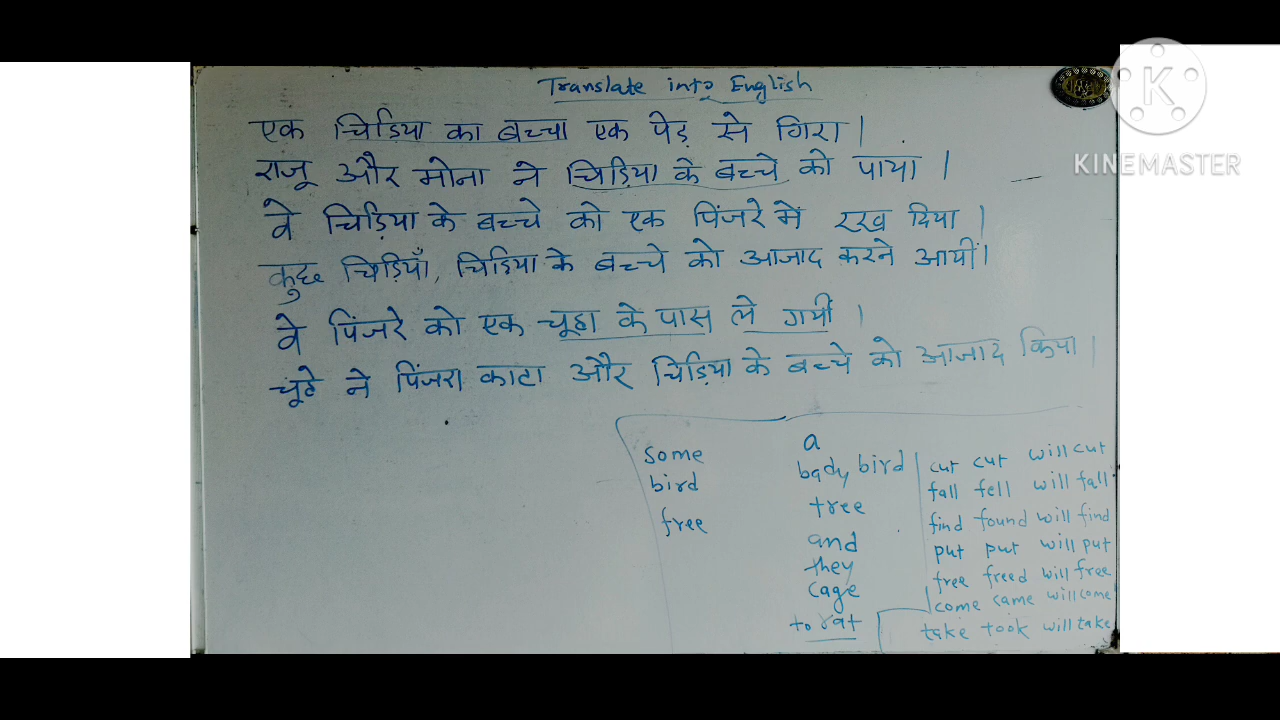 Translate into English
एक चिड़िया का बच्चा एक पेड़ से गिरा।
राजू और मोना ने चिड़िया के बच्चे को पाया।
वे चिड़िया के बच्चे को एक पिंजरे में रख दिया।
कुछ चिड़ियाँ, चिड़िया के बच्चे को आजाद करने आयीं।
वे पिंजरे को एक चूहा के पास ले गयीं।
चूहे ने पिंजरा काटा और चिड़िया के बच्चे को आजाद किया।
some
bird
free
a
bady bird
tree
and
they
cage
to rat
cut cut will cut
fall fell will fall
find found will find
put put will put
free freed will free
come came will come
take took will take
KINEMASTER